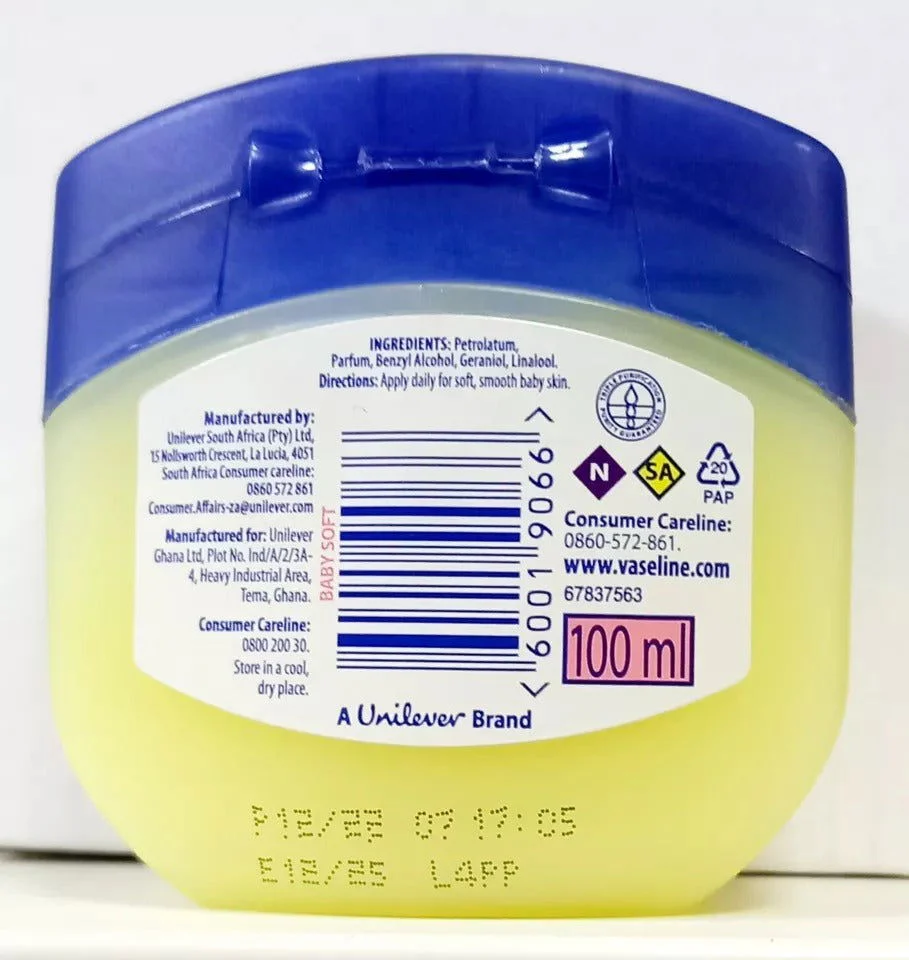 INGREDIENTS: Petrolatum,
Parfum, Benzyl Alcohol, Geraniol, Linalool.
Directions: Apply daily for soft, smooth baby skin.
Manufactured by:
Unilever South Africa (Pty) Ltd,
15 Nollsworth Crescent, La Lucia, 4051
South Africa Consumer careline:
0860 572 861
Consumer.Affairs-za@unilever.com
Manufactured for: Unilever
Ghana Ltd, Plot No. Ind/A/2/3A-
4, Heavy Industrial Area,
Tema, Ghana.
Consumer Careline:
0800 200 30.
Store in a cool,
dry place.
BABY SOFT
< 6001 9066 >
TRIPLE PURIFICATION
PURITY GUARANTEED
N
SA
20
PAP
Consumer Careline:
0860-572-861.
www.vaseline.com
67837563
100 ml
A Unilever Brand
P12/22 07 17:05
E12/25 L4PP